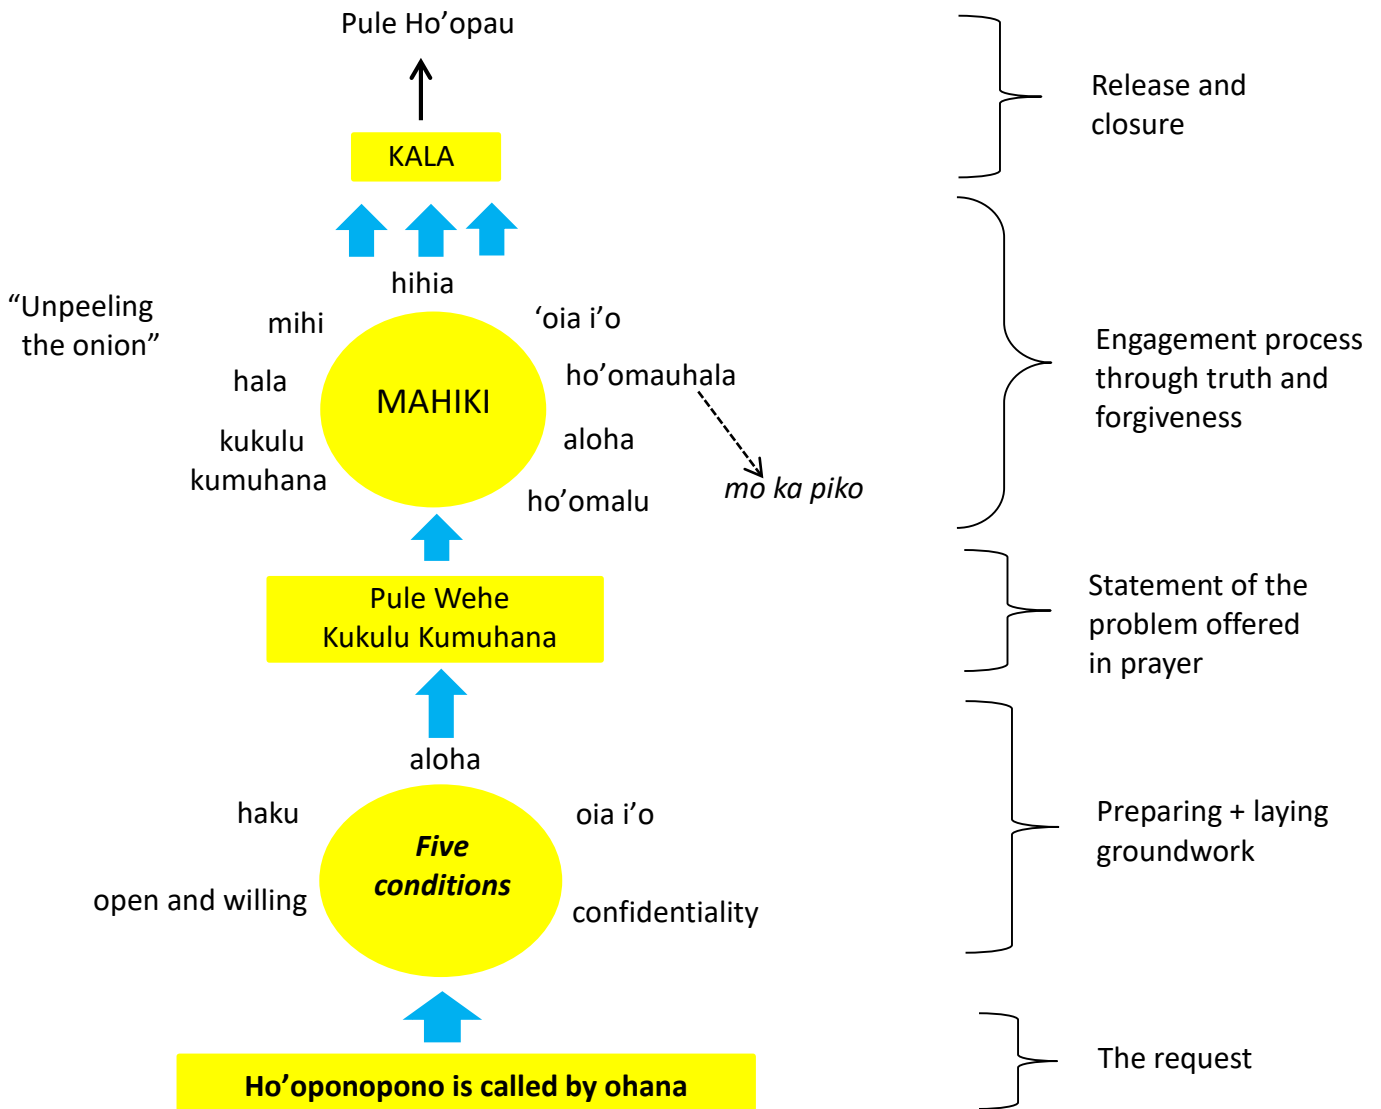 Pule Ho’opau
Release and
closure
KALA
“Unpeeling
the onion”
hihia
mihi
‘oia i’o
hala
ho’omauhala
MAHIKI
kukulu
kumuhana
aloha
ho’omalu
mo ka piko
Engagement process
through truth and
forgiveness
Pule Wehe
Kukulu Kumuhana
Statement of the
problem offered
in prayer
aloha
haku
oia i’o
Five
conditions
open and willing
confidentiality
Preparing + laying
groundwork
Ho’oponopono is called by ohana
The request